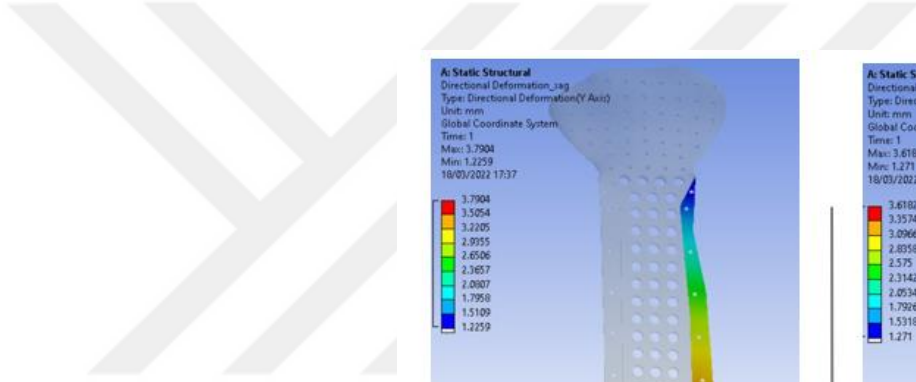 A: Static Structural
Directional Deformation_sag
Type: Directional Deformation(Y Axis)
Unit: mm
Global Coordinate System
Time: 1
Max: 3.7904
Min: 1.2259
18/03/2022 17:37
3.7904
3.5054
3.2205
2.9355
2.6506
2.3657
2.0807
1.7958
1.5109
1.2259
A: Static S
Directional
Type: Direc
Unit: mm
Global Coo
Time: 1
Max: 3.618
Min: 1.271
18/03/2022
3.6182
3.3574
3.0966
2.8358
2.575
2.3142
2.0534
1.7926
1.5318
1.271